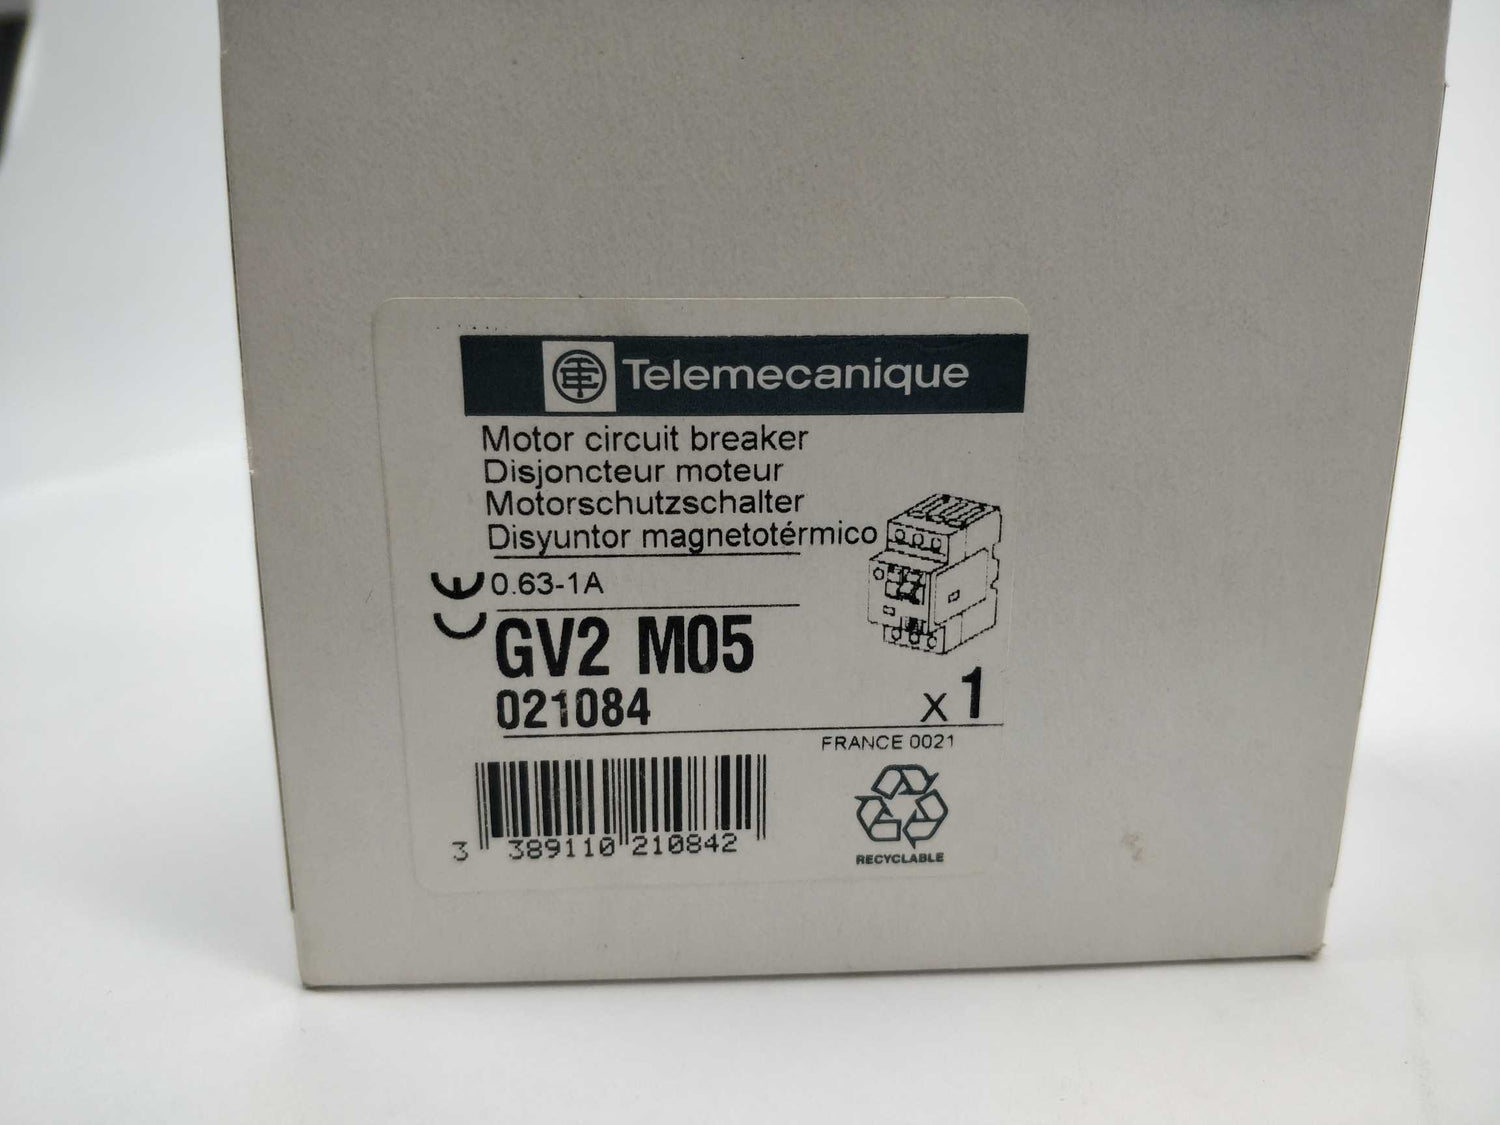 Telemecanique
Motor circuit breaker
Disjoncteur moteur
Motorschutzschalter
Disyuntor magnetotérmico
CE 0.63-1A
GV2 M05
021084
x 1
FRANCE 0021
3 389110 210842
RECYCLABLE